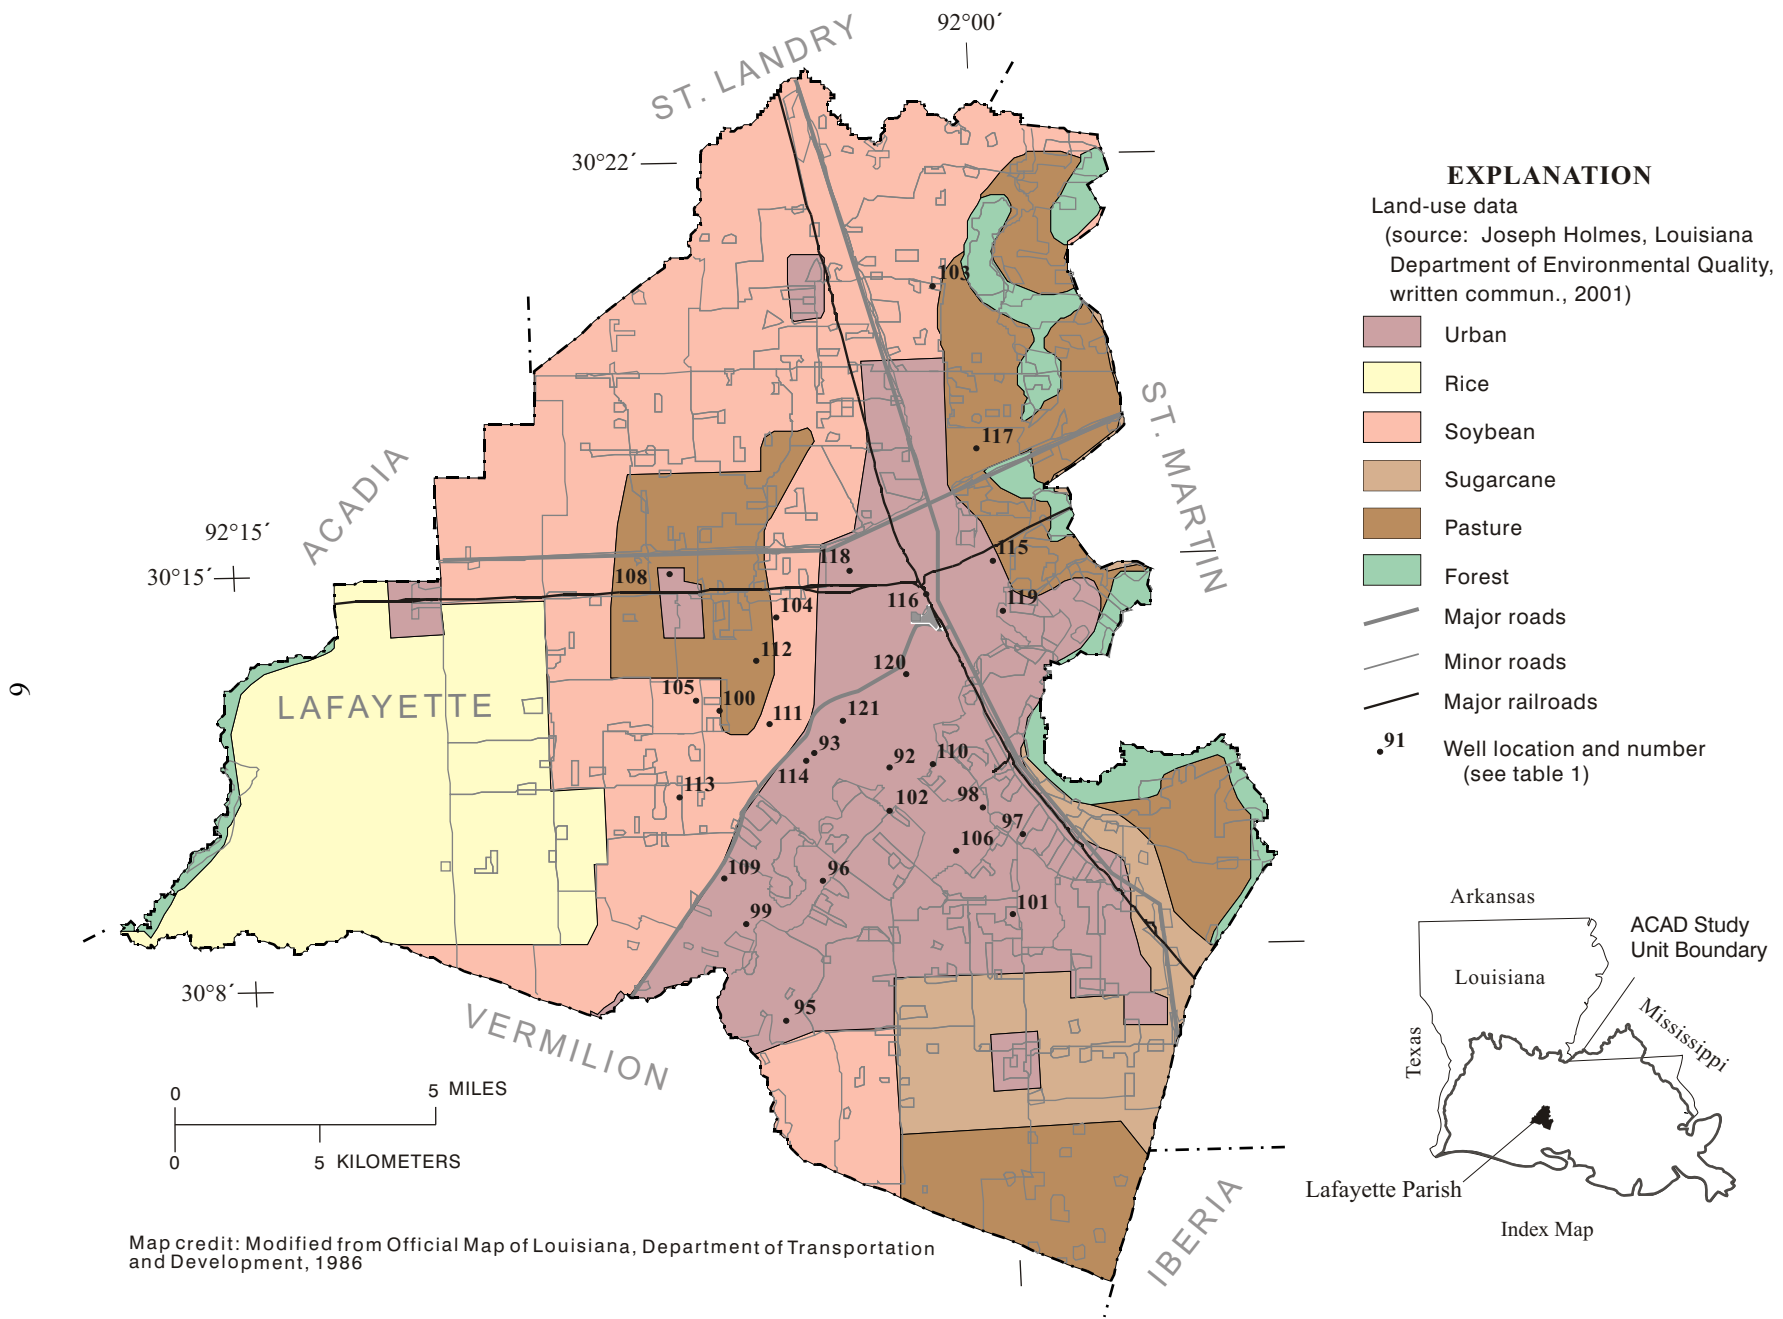 92°00´
ST. LANDRY
30°22´
103
ST. MARTIN
117
ACADIA
92°15´
30°15´
118
115
108
116
119
104
112
120
LAFAYETTE
105
100
111
121
93
114
92
110
113
102
98
97
106
109
96
99
101
30°8´
95
VERMILION
IBERIA
0
5 MILES
0
5 KILOMETERS
Map credit: Modified from Official Map of Louisiana, Department of Transportation
and Development, 1986
9
EXPLANATION
Land-use data
(source: Joseph Holmes, Louisiana
Department of Environmental Quality,
written commun., 2001)
Urban
Rice
Soybean
Sugarcane
Pasture
Forest
Major roads
Minor roads
Major railroads
91
Well location and number
(see table 1)
Arkansas
ACAD Study
Unit Boundary
Louisiana
Mississippi
Texas
Lafayette Parish
Index Map